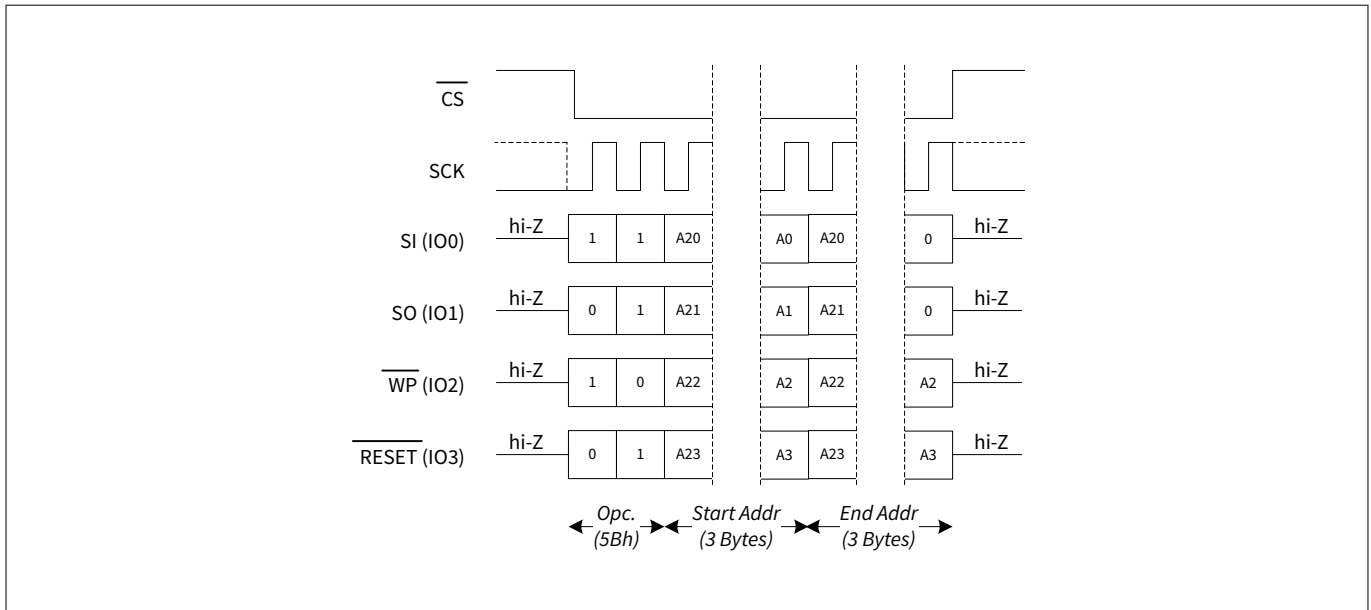 CS
SCK
SI (IO0) hi-Z 1 1 A20 A0 A20 0 hi-Z
SO (IO1) hi-Z 0 1 A21 A1 A21 0 hi-Z
WP (IO2) hi-Z 1 0 A22 A2 A22 A2 hi-Z
RESET (IO3) hi-Z 0 1 A23 A3 A23 A3 hi-Z
Opc. Start Addr End Addr
(5Bh) (3 Bytes) (3 Bytes)